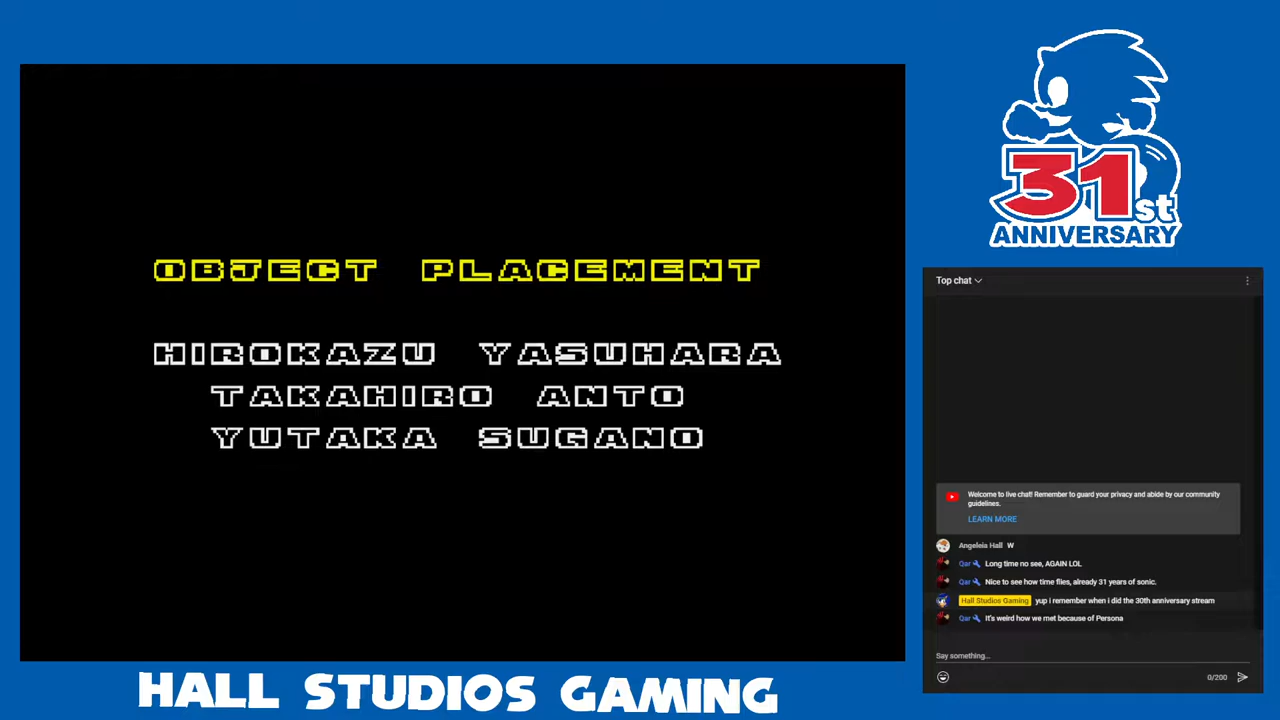 OBJECT PLACEMENT
HIROKAZU YASUHARA
TAKAHIRO ANTO
YUTAKA SUGANO
HALL STUDIOS GAMING
31st
ANNIVERSARY
Top chat
Welcome to live chat! Remember to guard your privacy and abide by our community
guidelines.
LEARN MORE
Angeleia Hall W
Qar Long time no see, AGAIN LOL
Qar Nice to see how time flies, already 31 years of sonic.
Hall Studios Gaming yup i remember when i did the 30th anniversary stream
Qar It's weird how we met because of Persona
Say something...
0/200